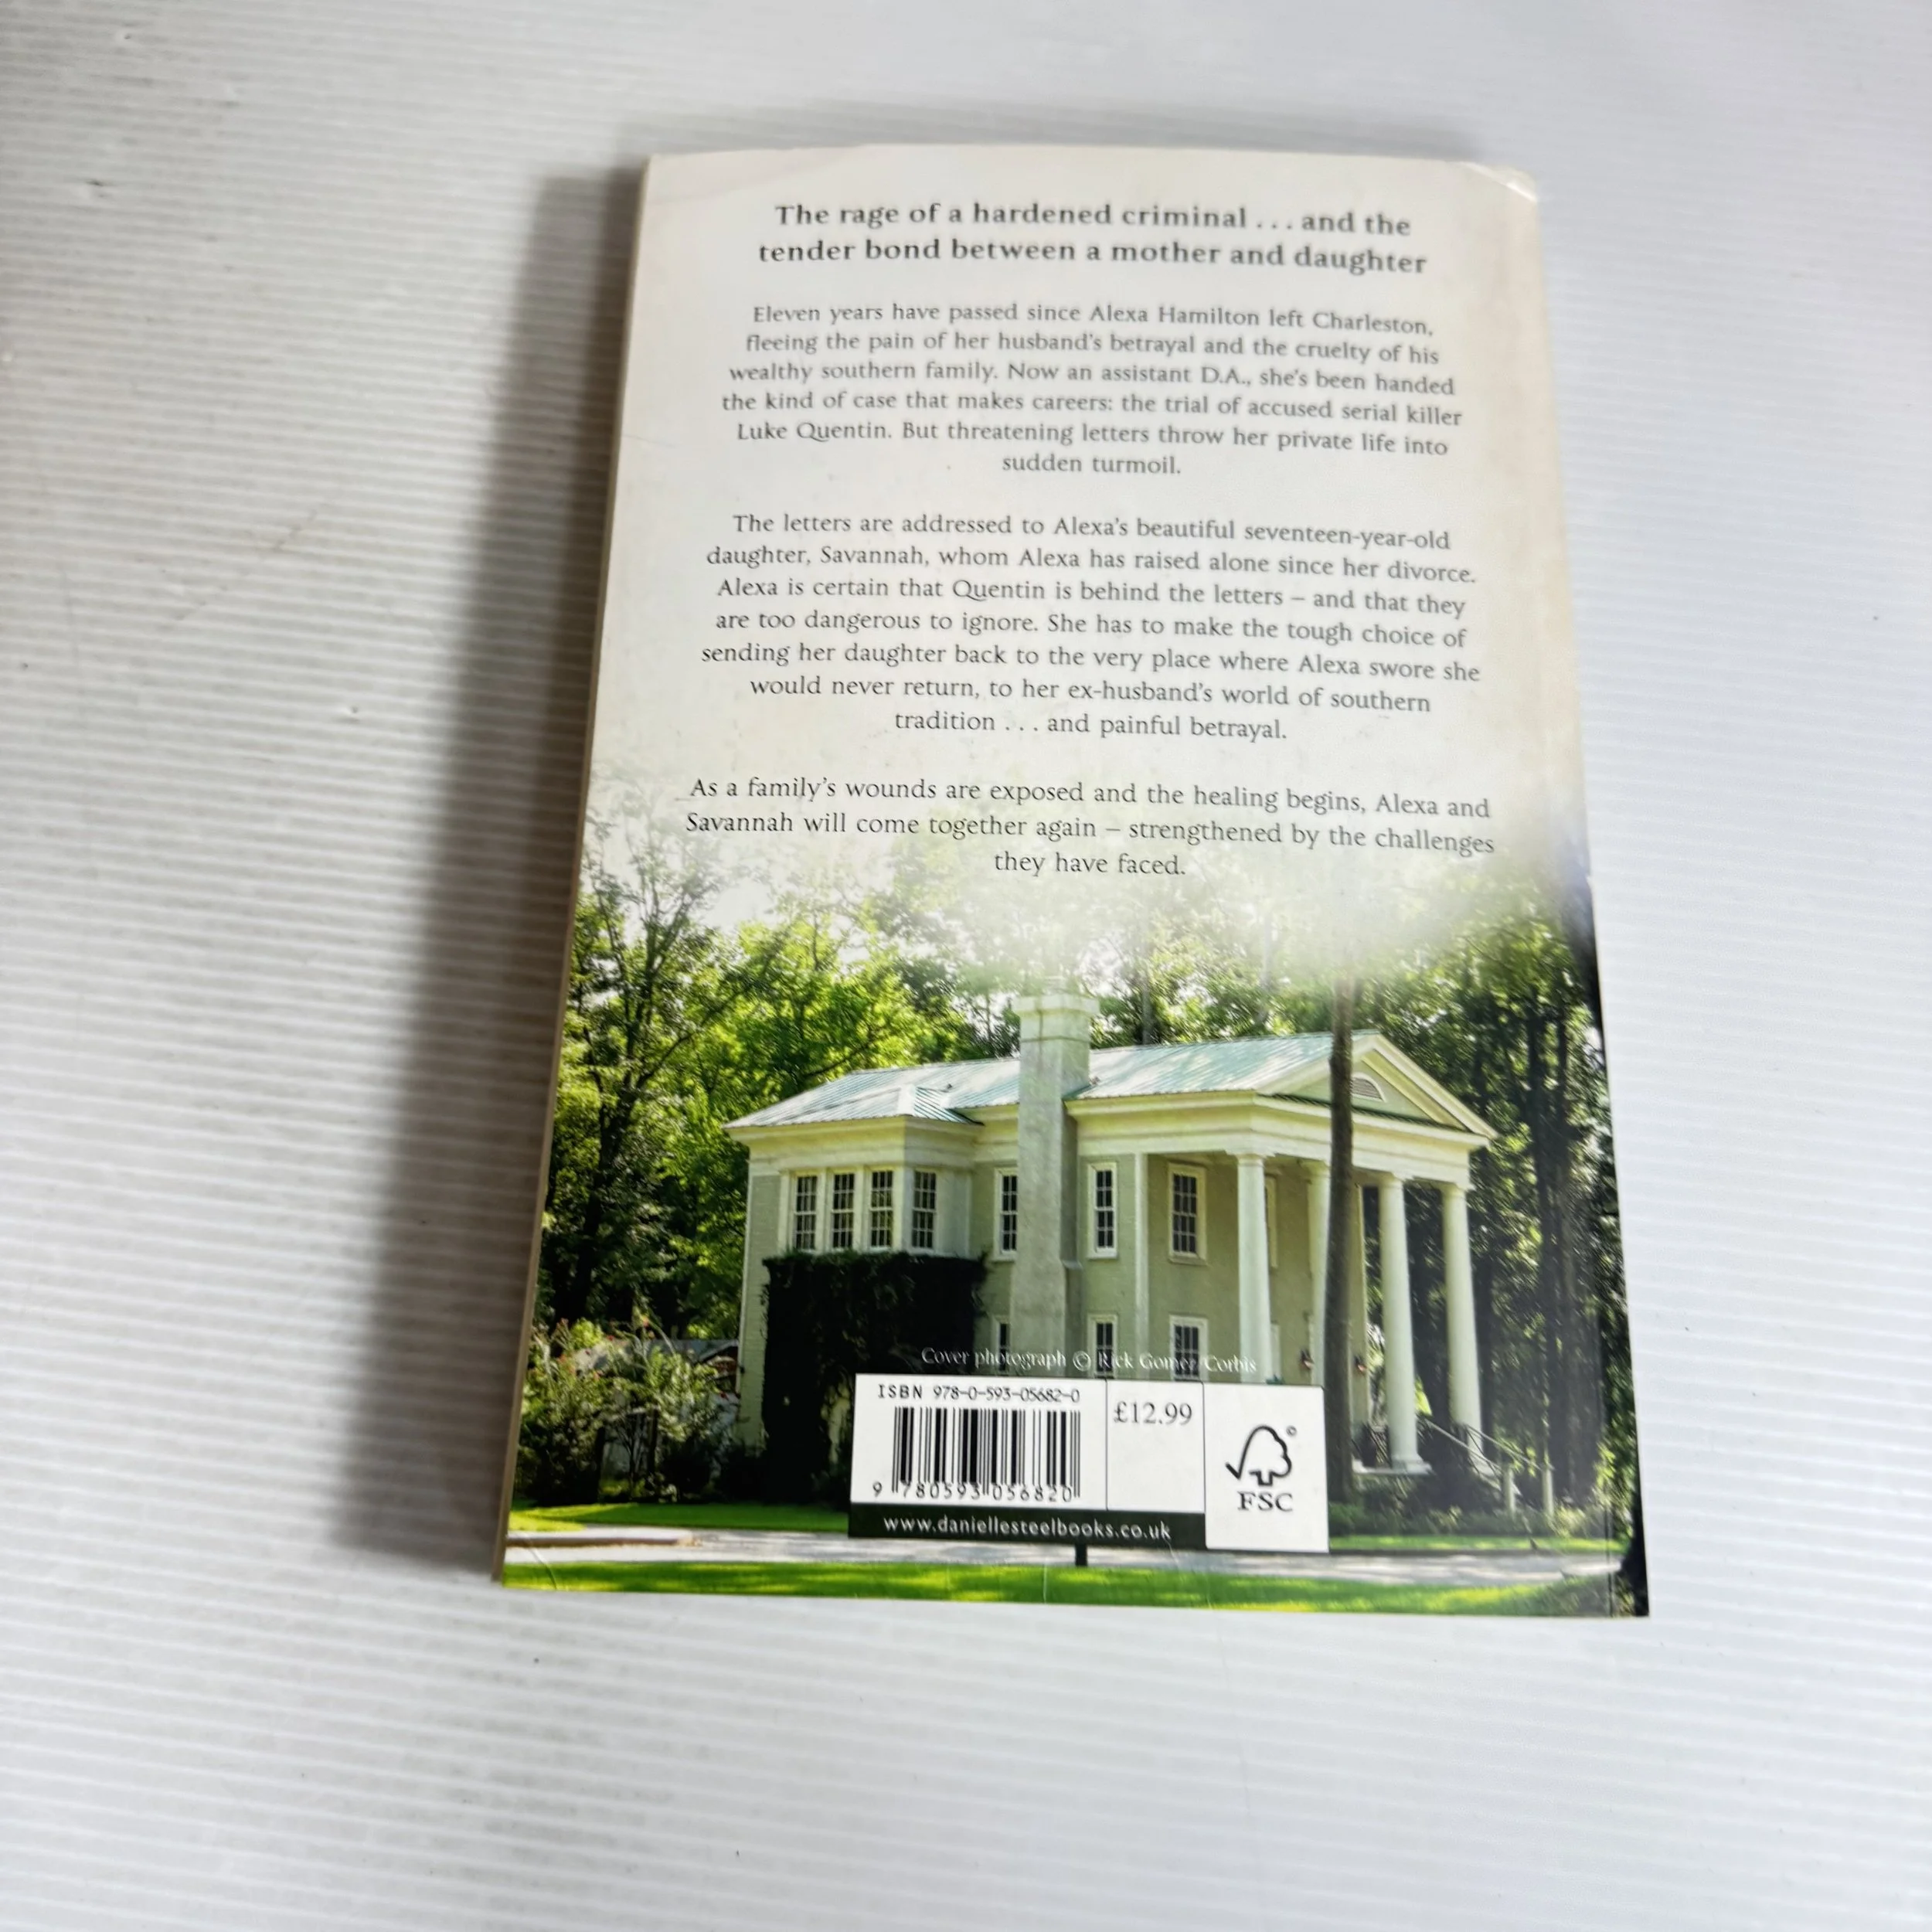 The rage of a hardened criminal . . . and the
tender bond between a mother and daughter
Eleven years have passed since Alexa Hamilton left Charleston,
fleeing the pain of her husband's betrayal and the cruelty of his
wealthy southern family. Now an assistant D.A., she's been handed
the kind of case that makes careers: the trial of accused serial killer
Luke Quentin. But threatening letters throw her private life into
sudden turmoil.
The letters are addressed to Alexa's beautiful seventeen-year-old
daughter, Savannah, whom Alexa has raised alone since her divorce.
Alexa is certain that Quentin is behind the letters – and that they
are too dangerous to ignore. She has to make the tough choice of
sending her daughter back to the very place where Alexa swore she
would never return, to her ex-husband's world of southern
tradition . . . and painful betrayal.
As a family's wounds are exposed and the healing begins, Alexa and
Savannah will come together again – strengthened by the challenges
they have faced.
Cover photograph © Rick Gomez/Corbis
ISBN 978-0-593-05682-0
£12.99
9 780593 056820
FSC
www.daniellesteelbooks.co.uk